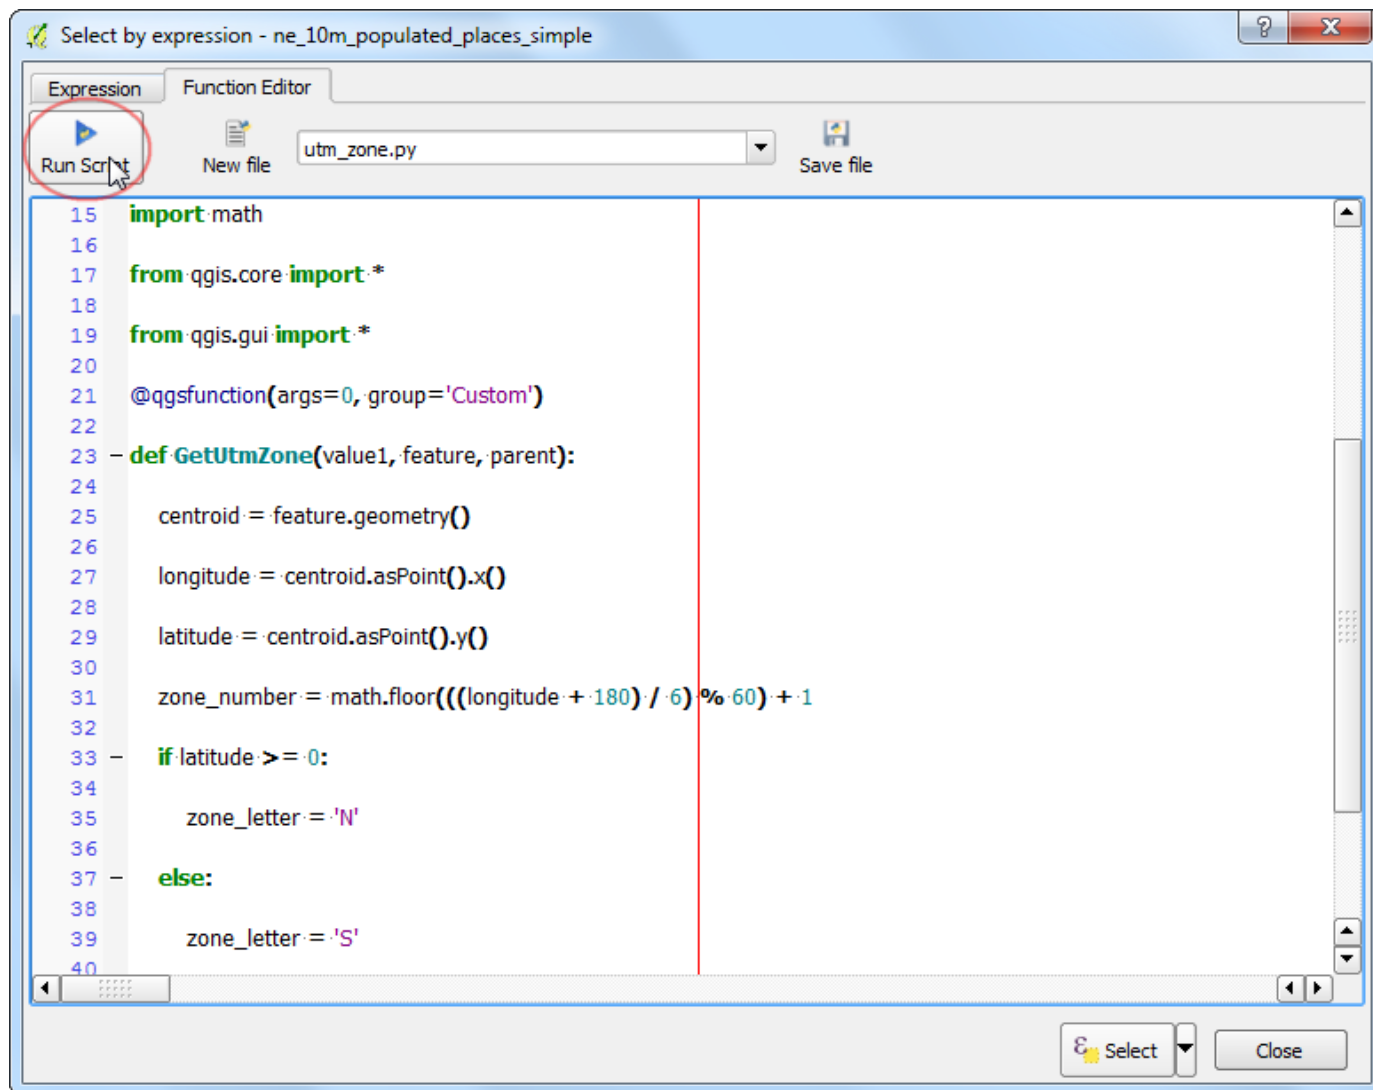 Select by expression - ne_10m_populated_places_simple
Expression Function Editor
Run Script New file utm_zone.py Save file
15 import math
16
17 from qgis.core import *
18
19 from qgis.gui import *
20
21 @qgsfunction(args=0, group='Custom')
22
23 def GetUtmZone(value1, feature, parent):
24
25 centroid = feature.geometry()
26
27 longitude = centroid.asPoint().x()
28
29 latitude = centroid.asPoint().y()
30
31 zone_number = math.floor(((longitude + 180) / 6) % 60) + 1
32
33 if latitude >= 0:
34
35 zone_letter = 'N'
36
37 else:
38
39 zone_letter = 'S'
40
Select Close